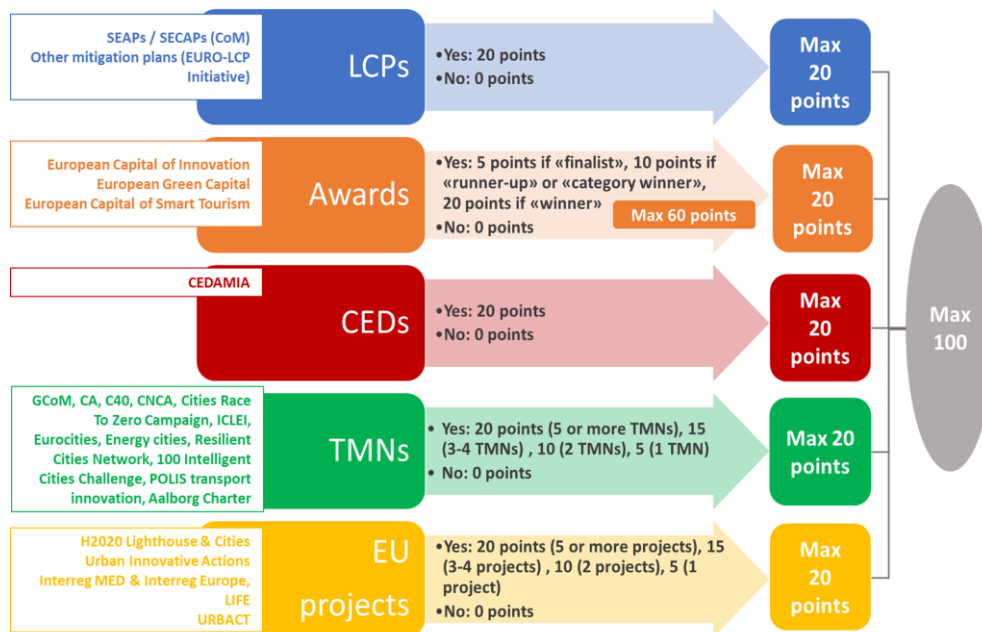 SEAPs / SECAPs (CoM)
Other mitigation plans (EURO-LCP
Initiative)
LCPs
•Yes: 20 points
•No: 0 points
Max
20
points
European Capital of Innovation
European Green Capital
European Capital of Smart Tourism
Awards
•Yes: 5 points if «finalist», 10 points if
«runner-up» or «category winner»,
20 points if «winner»
•No: 0 points
Max 60 points
Max
20
points
CEDAMIA
CEDs
•Yes: 20 points
•No: 0 points
Max
20
points
GCoM, CA, C40, CNCA, Cities Race
To Zero Campaign, ICLEI,
Eurocities, Energy cities, Resilient
Cities Network, 100 Intelligent
Cities Challenge, POLIS transport
innovation, Aalborg Charter
TMNs
• Yes: 20 points (5 or more TMNs), 15
(3-4 TMNs) , 10 (2 TMNs), 5 (1 TMN)
• No: 0 points
Max 20
points
H2020 Lighthouse & Cities
Urban Innovative Actions
Interreg MED & Interreg Europe,
LIFE
URBACT
EU
projects
•Yes: 20 points (5 or more projects), 15
(3-4 projects) , 10 (2 projects), 5 (1
project)
•No: 0 points
Max
20
points
Max
100